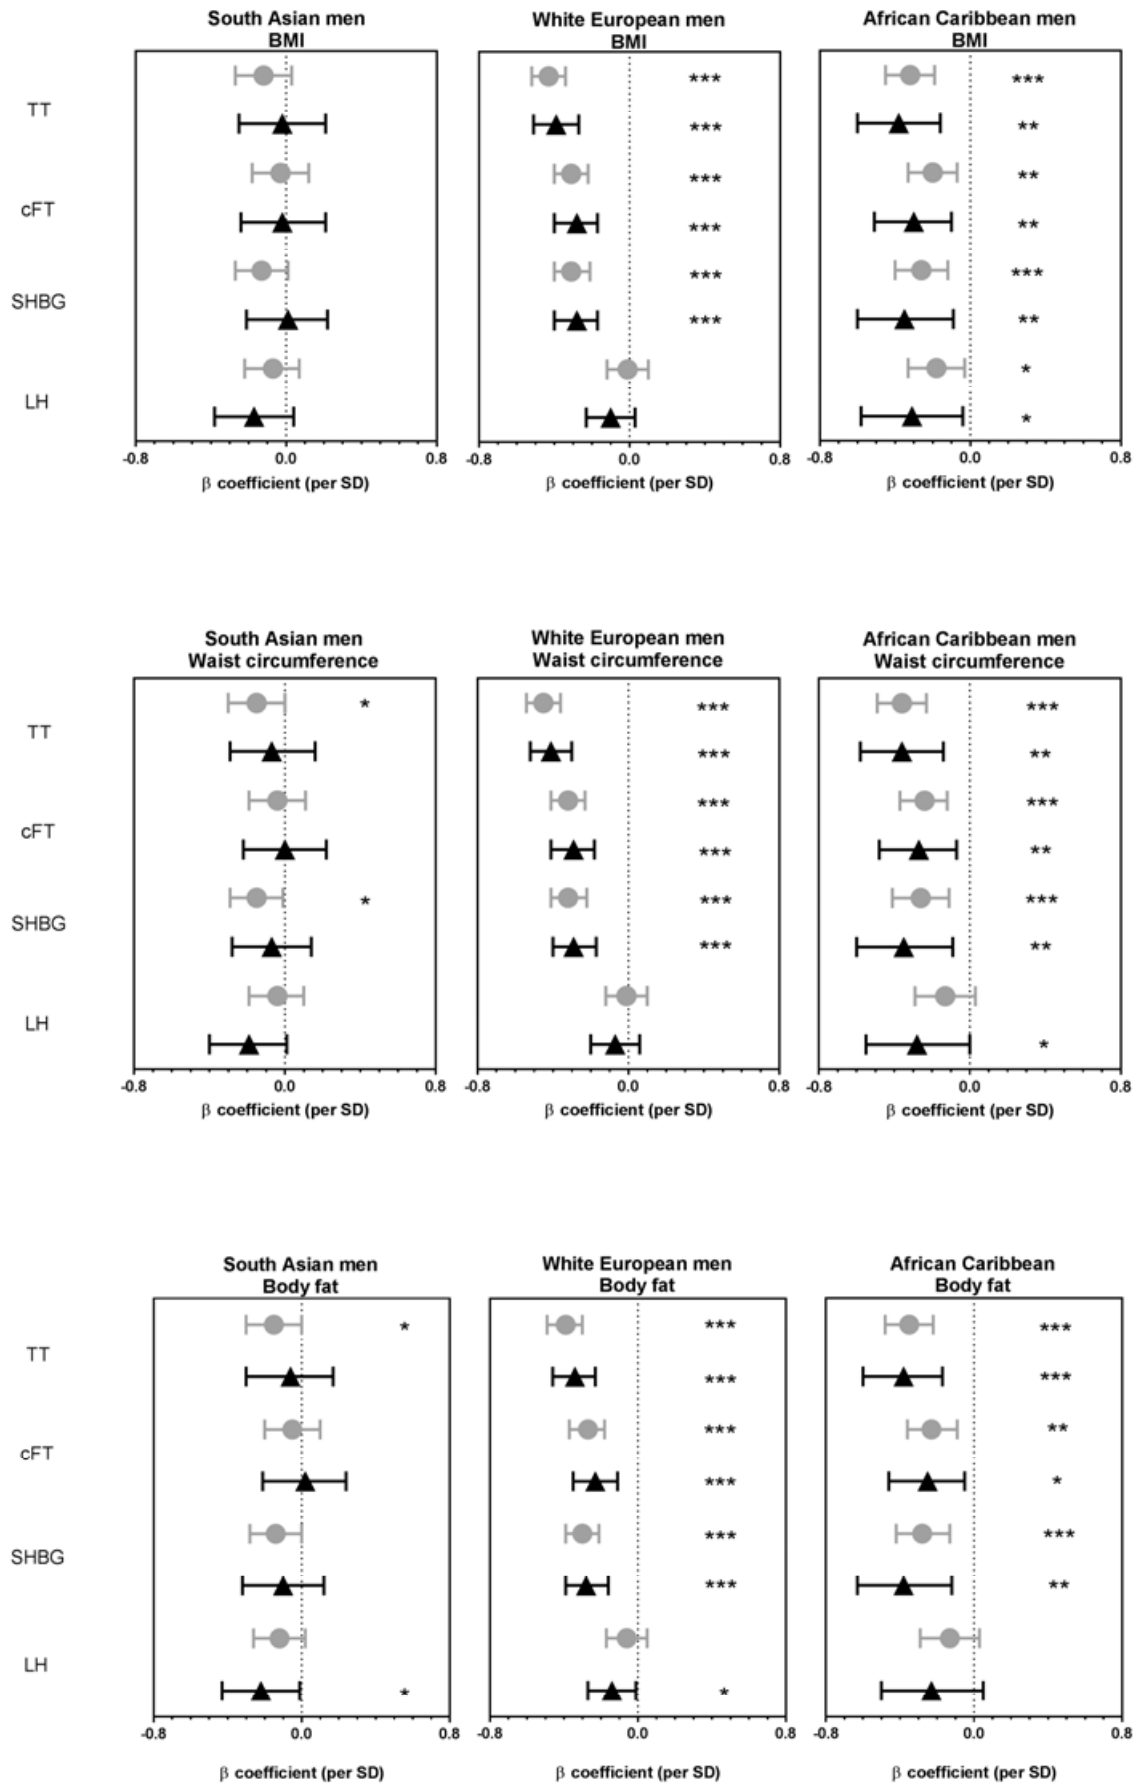 South Asian men
BMI
White European men
BMI
African Caribbean men
BMI
TT
***
***
***
**
cFT
***
**
***
**
SHBG
***
***
***
**
LH
*
*
-0.8 0.0 0.8
-0.8 0.0 0.8
-0.8 0.0 0.8
β coefficient (per SD)
β coefficient (per SD)
β coefficient (per SD)
South Asian men
Waist circumference
White European men
Waist circumference
African Caribbean men
Waist circumference
TT
*
***
***
***
**
cFT
***
***
***
**
SHBG
*
***
***
***
**
LH
*
-0.8 0.0 0.8
-0.8 0.0 0.8
-0.8 0.0 0.8
β coefficient (per SD)
β coefficient (per SD)
β coefficient (per SD)
South Asian men
Body fat
White European men
Body fat
African Caribbean
Body fat
TT
*
***
***
***
***
cFT
***
**
***
*
SHBG
***
***
***
**
LH
*
*
-0.8 0.0 0.8
-0.8 0.0 0.8
-0.8 0.0 0.8
β coefficient (per SD)
β coefficient (per SD)
β coefficient (per SD)